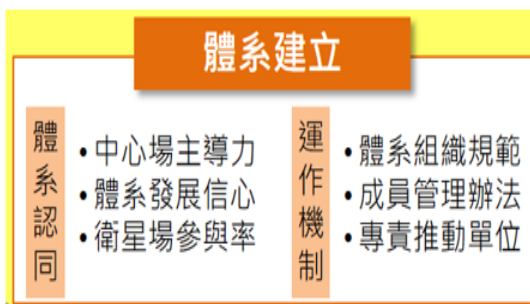 體系建立
體系認同
• 中心場主導力
• 體系發展信心
• 衛星場參與率
運作機制
• 體系組織規範
• 成員管理辦法
• 專責推動單位